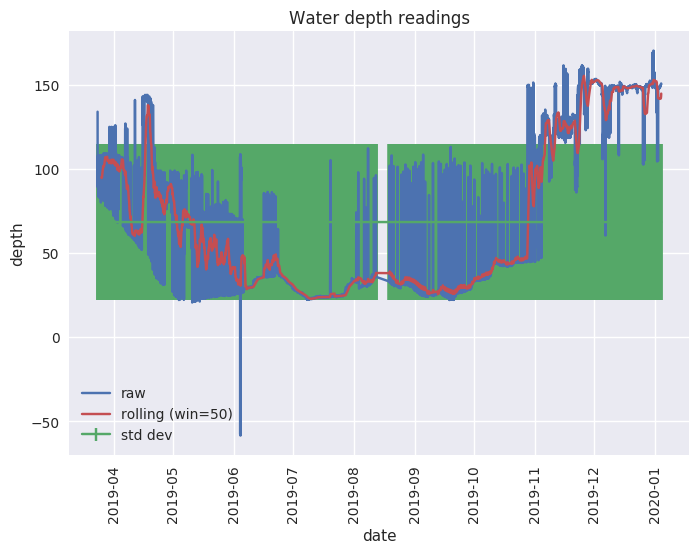 Water depth readings
150
100
50
0
−50
depth
raw
rolling (win=50)
std dev
2019-04
2019-05
2019-06
2019-07
2019-08
2019-09
2019-10
2019-11
2019-12
2020-01
date